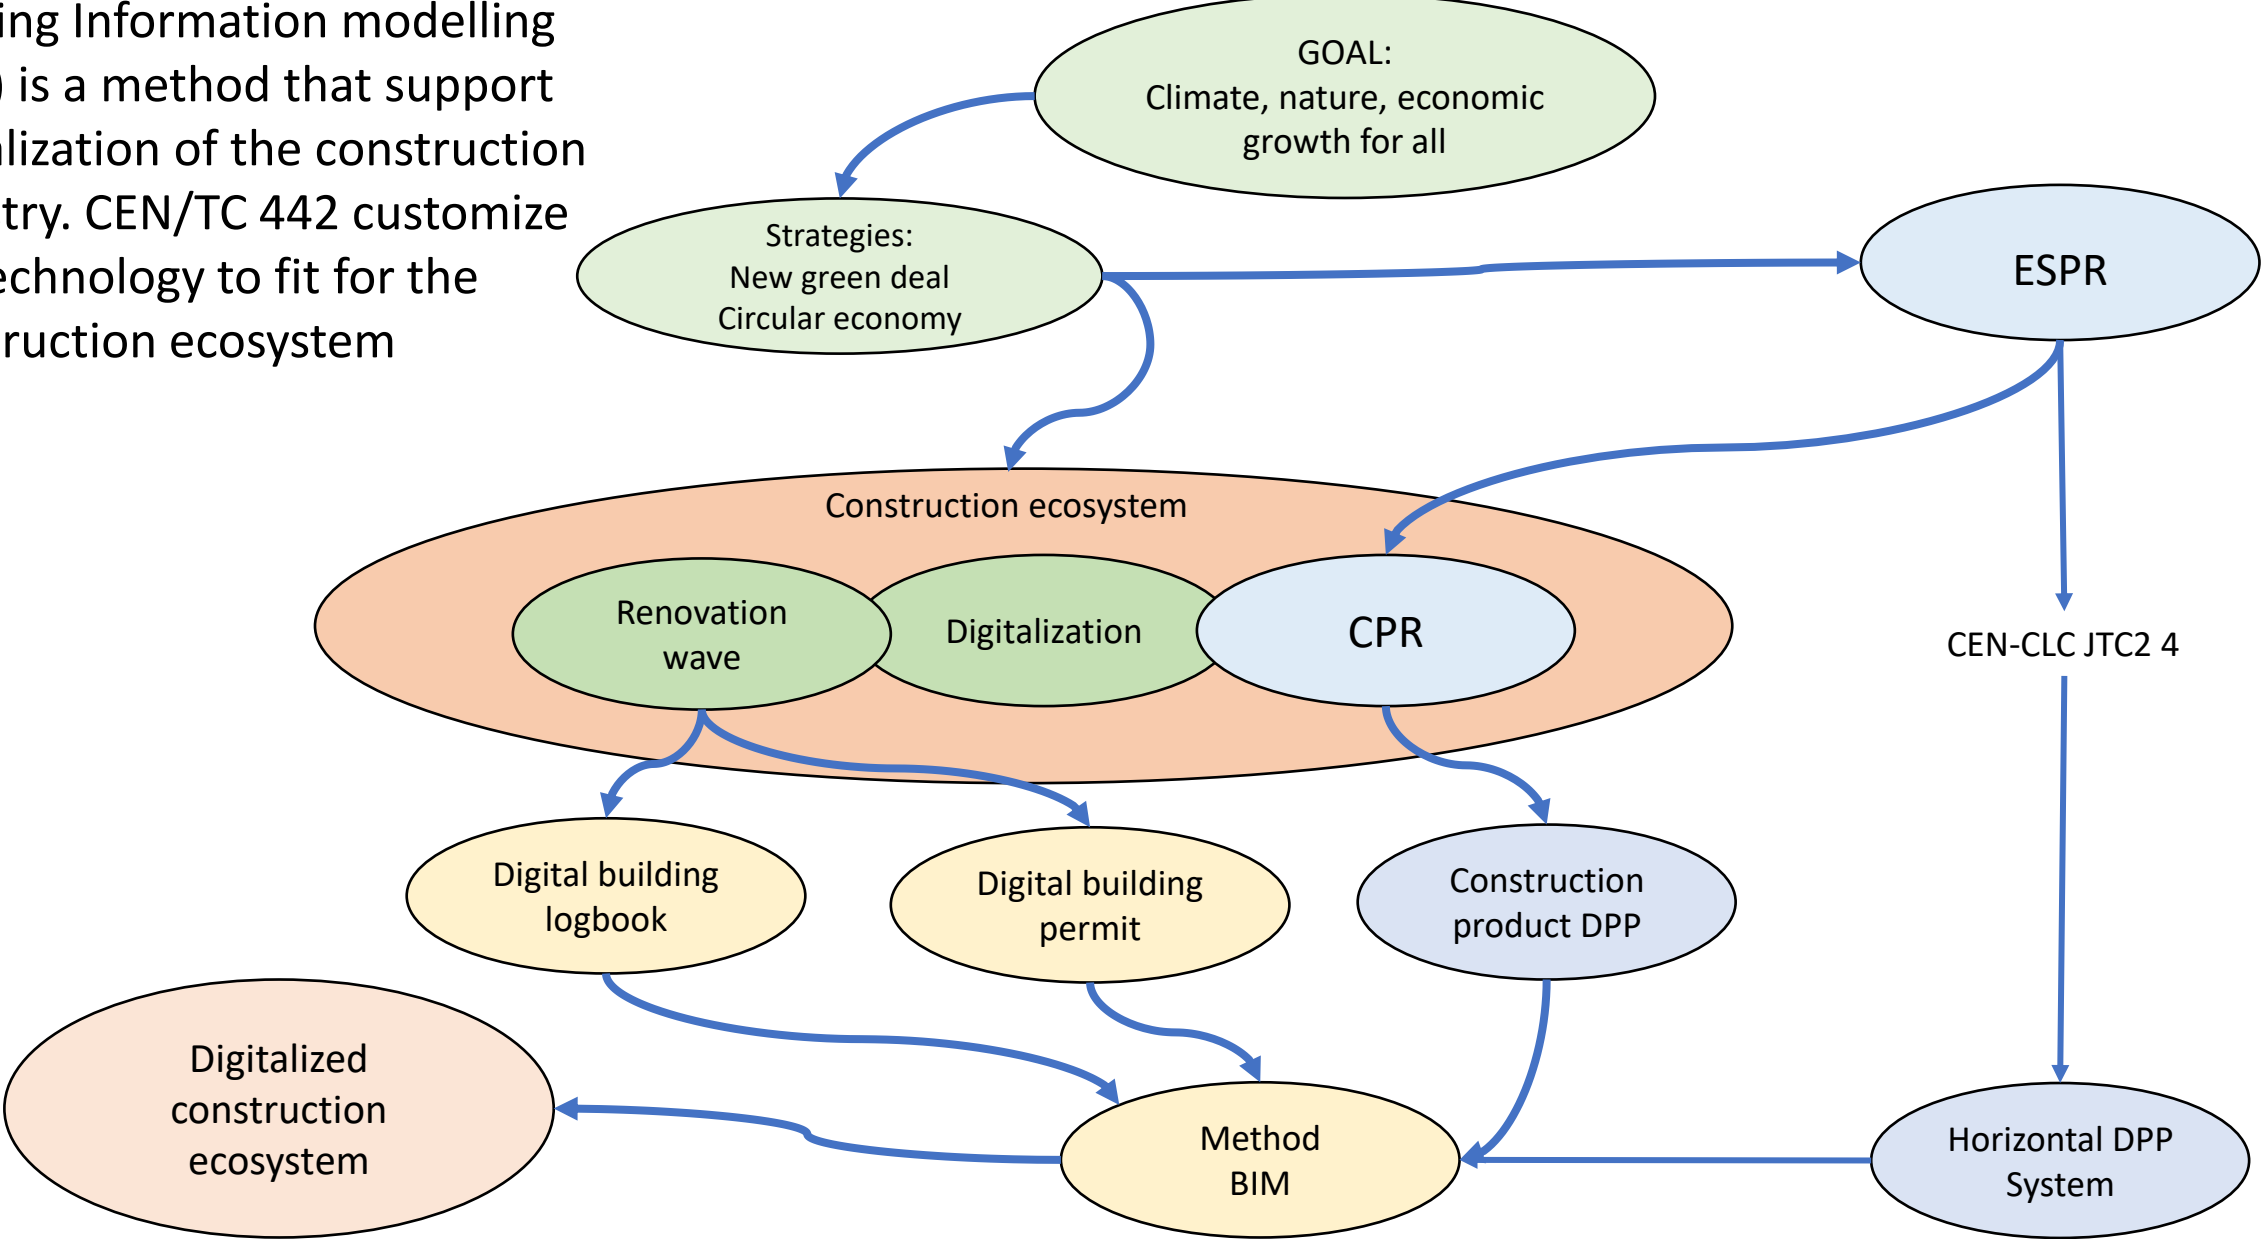 ing Information modelling
) is a method that support
alization of the construction
try. CEN/TC 442 customize
echnology to fit for the
ruction ecosystem
GOAL:
Climate, nature, economic
growth for all
Strategies:
New green deal
Circular economy
ESPR
Construction ecosystem
Renovation
wave
Digitalization
CPR
CEN-CLC JTC2 4
Digital building
logbook
Digital building
permit
Construction
product DPP
Digitalized
construction
ecosystem
Method
BIM
Horizontal DPP
System